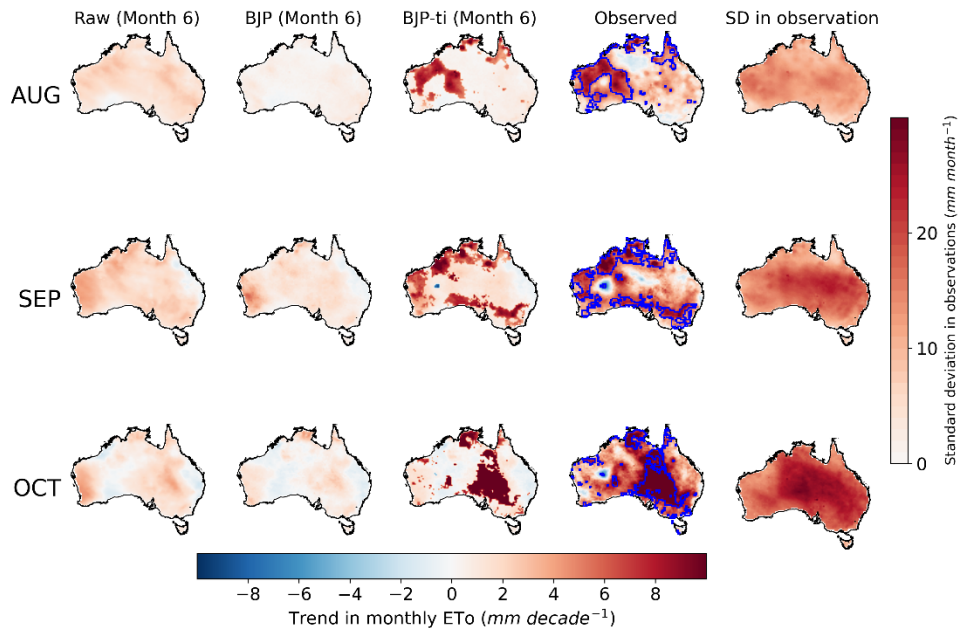 Raw (Month 6) BJP (Month 6) BJP-ti (Month 6) Observed SD in observation
AUG
SEP
OCT
20
10
0
Standard deviation in observations (mm month⁻¹)
−8 −6 −4 −2 0 2 4 6 8
Trend in monthly ETo (mm decade⁻¹)